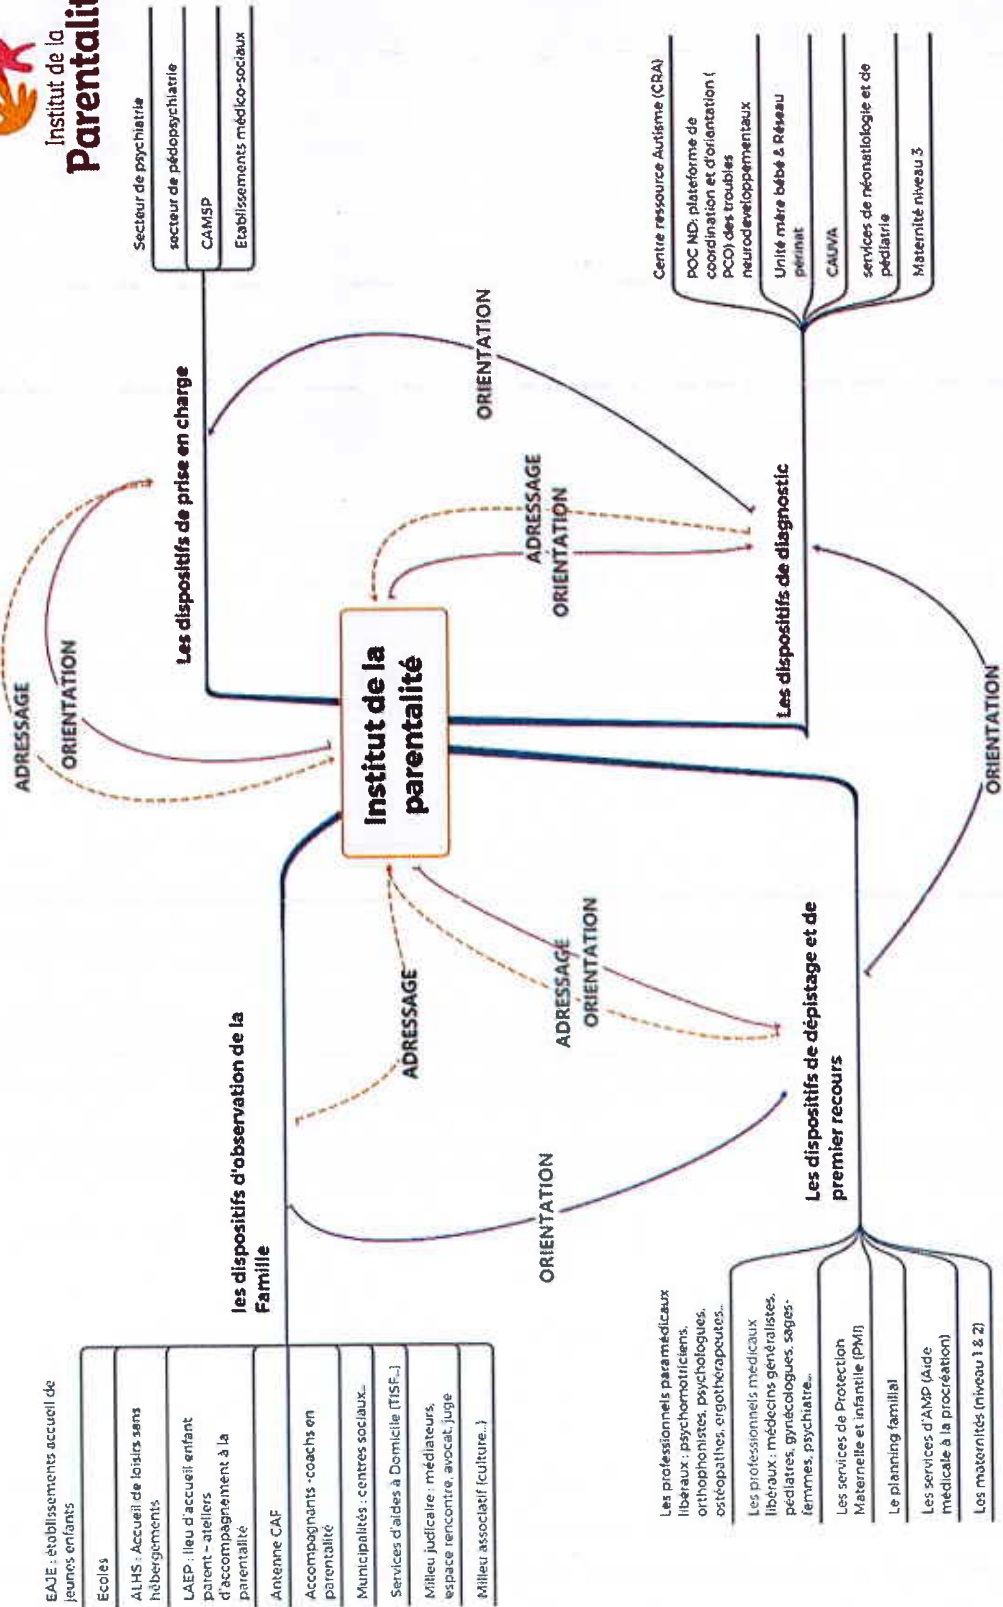 Institut de la
Parentalit
EAJE : établissements accueil de
jeunes enfants
Ecoles
ALHS : Accueil de loisirs sans
hébergements
LAEP : lieu d'accueil enfant
parent – ateliers
d'accompagnement à la
parentalité
Antenne CAF
Accompagnants -coachs en
parentalité
Municipalités : centres sociaux...
Services d'aides à Domicile (TISF...)
Milieu judicaire : médiateurs,
espace rencontre, avocat, juge
Milieu associatif (culture...)
les dispositifs d'observation de la
Famille
ADRESSAGE
ORIENTATION
Les dispositifs de prise en charge
Secteur de psychiatrie
secteur de pédopsychiatrie
CAMSP
Etablissements médico-sociaux
Institut de la
parentalité
ADRESSAGE
ORIENTATION
ADRESSAGE
ORIENTATION
ADRESSAGE
ORIENTATION
ORIENTATION
Les professionnels paramédicaux
libéraux : psychomotriciens,
orthophonistes, psychologues,
ostéopathes, ergothérapeutes...
Les professionnels médicaux
libéraux : médecins généralistes,
pédiatres, gynécologues, sages-
femmes, psychiatre...
Les services de Protection
Maternelle et infantile (PMI)
Le planning familial
Les services d'AMP (Aide
médicale à la procréation)
Les maternités (niveau 1 & 2)
Les dispositifs de dépistage et de
premier recours
Les dispositifs de diagnostic
Centre ressource Autisme (CRA)
POC ND: plateforme de
coordination et d'orientation (
PCO) des troubles
neurodeveloppementaux
Unité mère bébé & Réseau
périnat
CAUVA
services de néonatiologie et de
pédiatrie
Maternité niveau 3
ORIENTATION